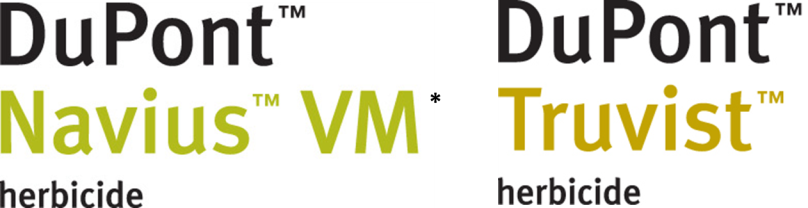 DuPont™
Navius™ VM*
herbicide
DuPont™
Truvist™
herbicide